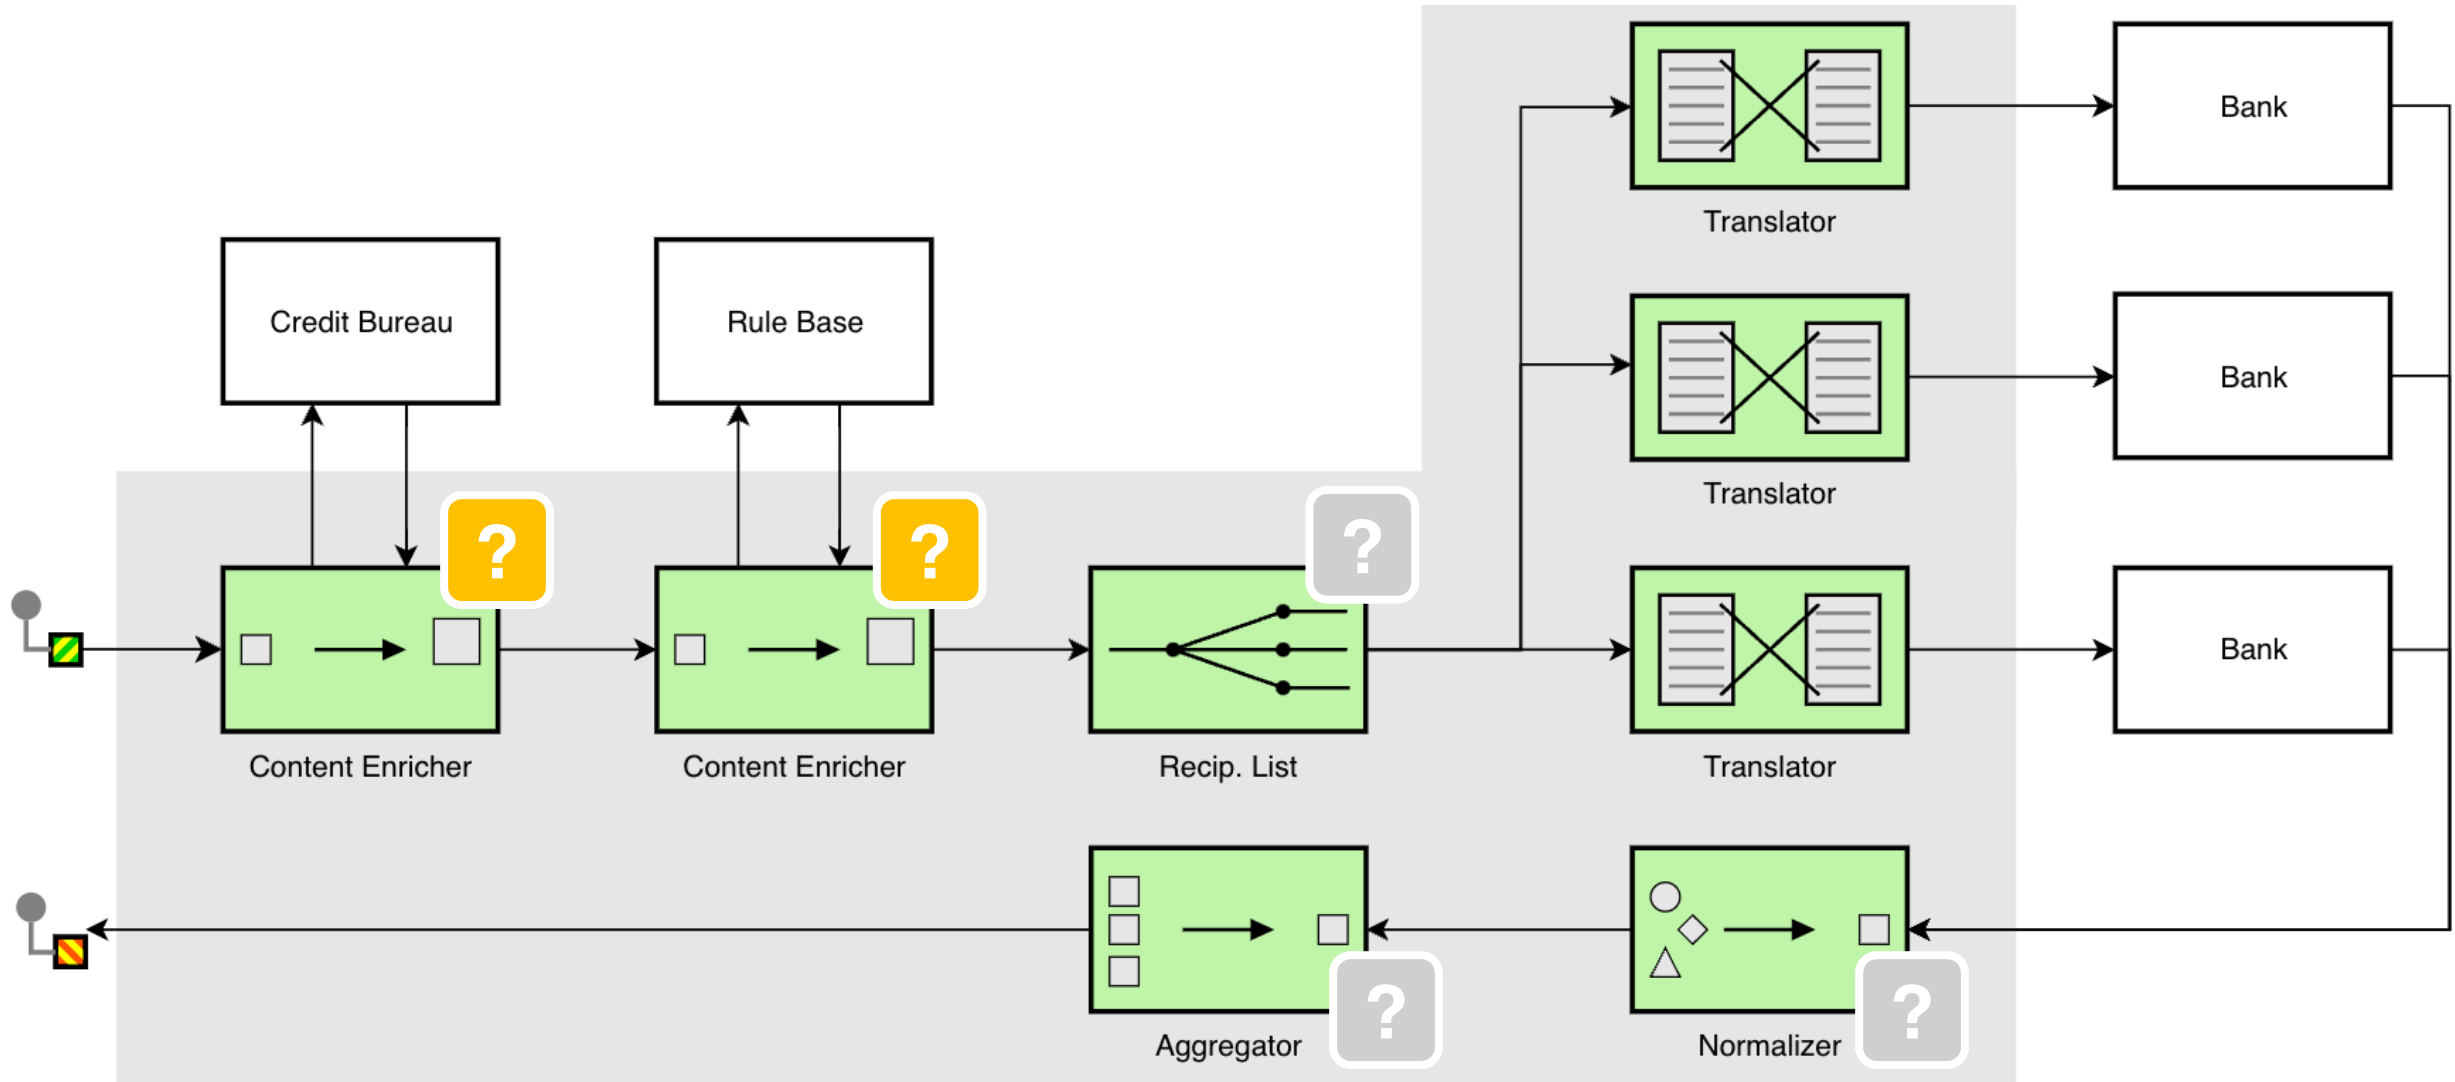 Bank
Translator
Credit Bureau
Rule Base
Bank
Translator
?
?
?
Bank
Content Enricher
Content Enricher
Recip. List
Translator
?
?
Aggregator
Normalizer